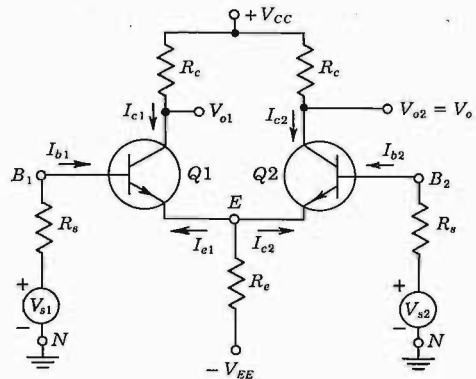 + V_CC
R_c
R_c
I_c1
V_o1
I_c2
V_o2 = V_o
I_b1
Q1
Q2
I_b2
B_1
B_2
E
R_s
I_e1
I_c2
R_s
R_e
+
V_s1
−
N
+
V_s2
−
N
− V_EE